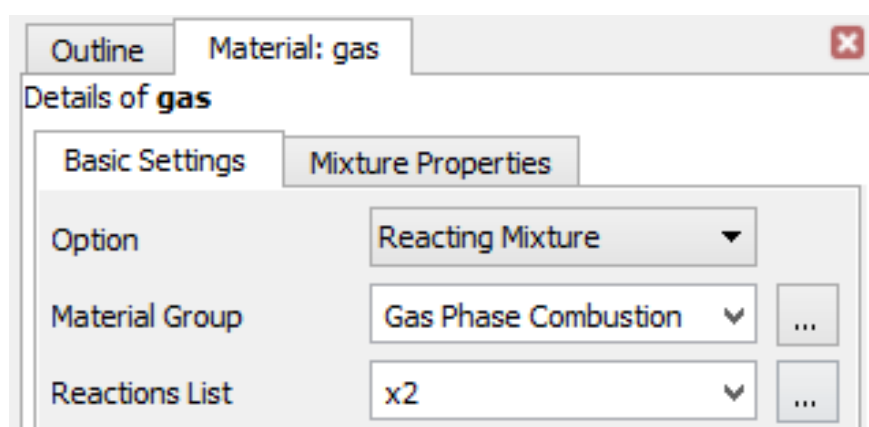 Outline Material: gas
Details of gas
Basic Settings Mixture Properties
Option Reacting Mixture
Material Group Gas Phase Combustion ...
Reactions List x2 ...